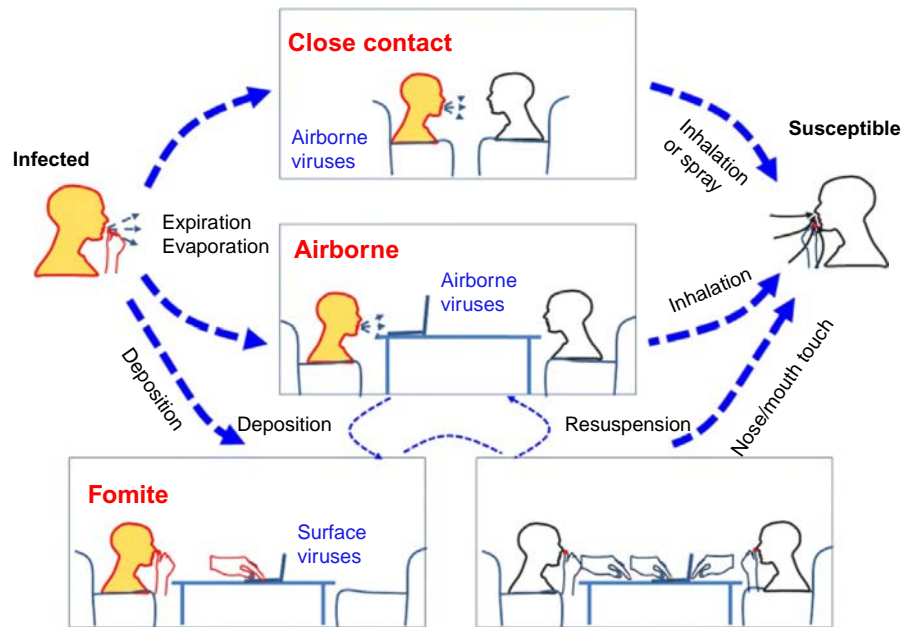 Close contact
Airborne
viruses
Infected
Susceptible
Inhalation
or spray
Expiration
Evaporation
Airborne
Airborne
viruses
Inhalation
Deposition
Deposition
Resuspension
Nose/mouth touch
Fomite
Surface
viruses